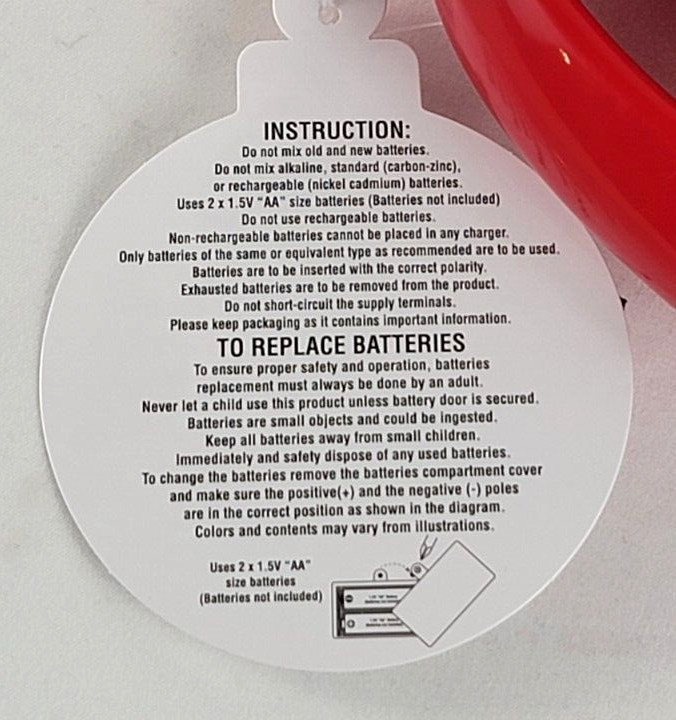 INSTRUCTION:
Do not mix old and new batteries.
Do not mix alkaline, standard (carbon-zinc),
or rechargeable (nickel cadmium) batteries.
Uses 2 x 1.5V "AA" size batteries (Batteries not included)
Do not use rechargeable batteries.
Non-rechargeable batteries cannot be placed in any charger.
Only batteries of the same or equivalent type as recommended are to be used.
Batteries are to be inserted with the correct polarity.
Exhausted batteries are to be removed from the product.
Do not short-circuit the supply terminals.
Please keep packaging as it contains important information.
TO REPLACE BATTERIES
To ensure proper safety and operation, batteries
replacement must always be done by an adult.
Never let a child use this product unless battery door is secured.
Batteries are small objects and could be ingested.
Keep all batteries away from small children.
Immediately and safety dispose of any used batteries.
To change the batteries remove the batteries compartment cover
and make sure the positive(+) and the negative (-) poles
are in the correct position as shown in the diagram.
Colors and contents may vary from illustrations.
Uses 2 x 1.5V "AA"
size batteries
(Batteries not included)